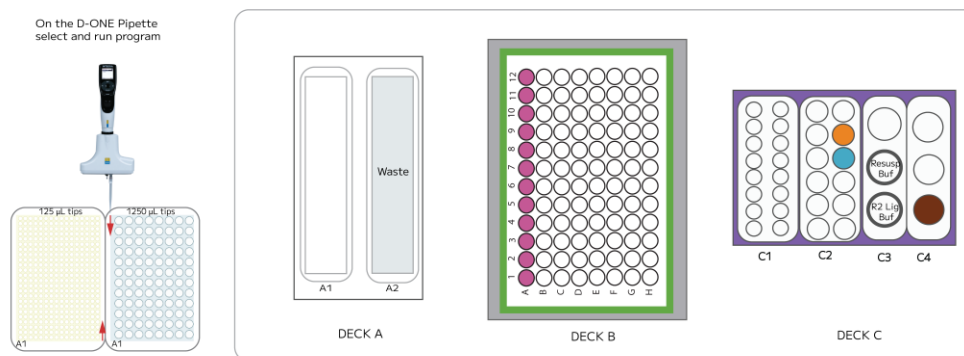 On the D-ONE Pipette
select and run program
125 µL tips
1250 µL tips
A1
A1
Waste
A1
A2
DECK A
12
11
10
9
8
7
6
5
4
3
2
1
A
B
C
D
E
F
G
H
DECK B
Resusp
Buf
R2 Lig
Buf
C1
C2
C3
C4
DECK C